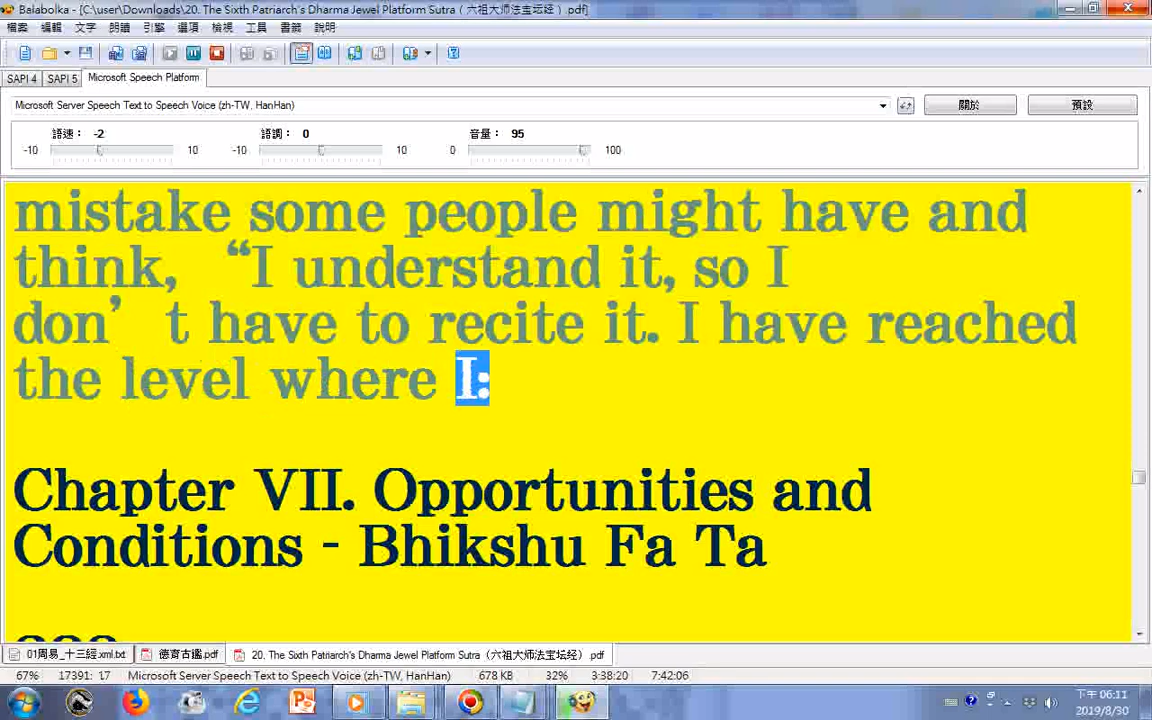 Balabolka - [C:\user\Downloads\20. The Sixth Patriarch's Dharma Jewel Platform Sutra（六祖大师法宝坛经）.pdf]
檔案 編輯 文字 朗讀 引擎 選項 檢視 工具 書籤 說明
SAPI 4 SAPI 5 Microsoft Speech Platform
Microsoft Server Speech Text to Speech Voice (zh-TW, HanHan) 關於 預設
語速： -2 語調： 0 音量： 95
-10 10 -10 10 0 100
mistake some people might have and
think, “I understand it, so I
don’t have to recite it. I have reached
the level where I:
Chapter VII. Opportunities and
Conditions - Bhikshu Fa Ta
01周易_十三經.xml.txt 德育古鑑.pdf 20. The Sixth Patriarch's Dharma Jewel Platform Sutra（六祖大师法宝坛经）.pdf
67% 17391: 17 Microsoft Server Speech Text to Speech Voice (zh-TW, HanHan) 678 KB 32% 3:38:20 7:42:06
下午 06:11
2019/8/30